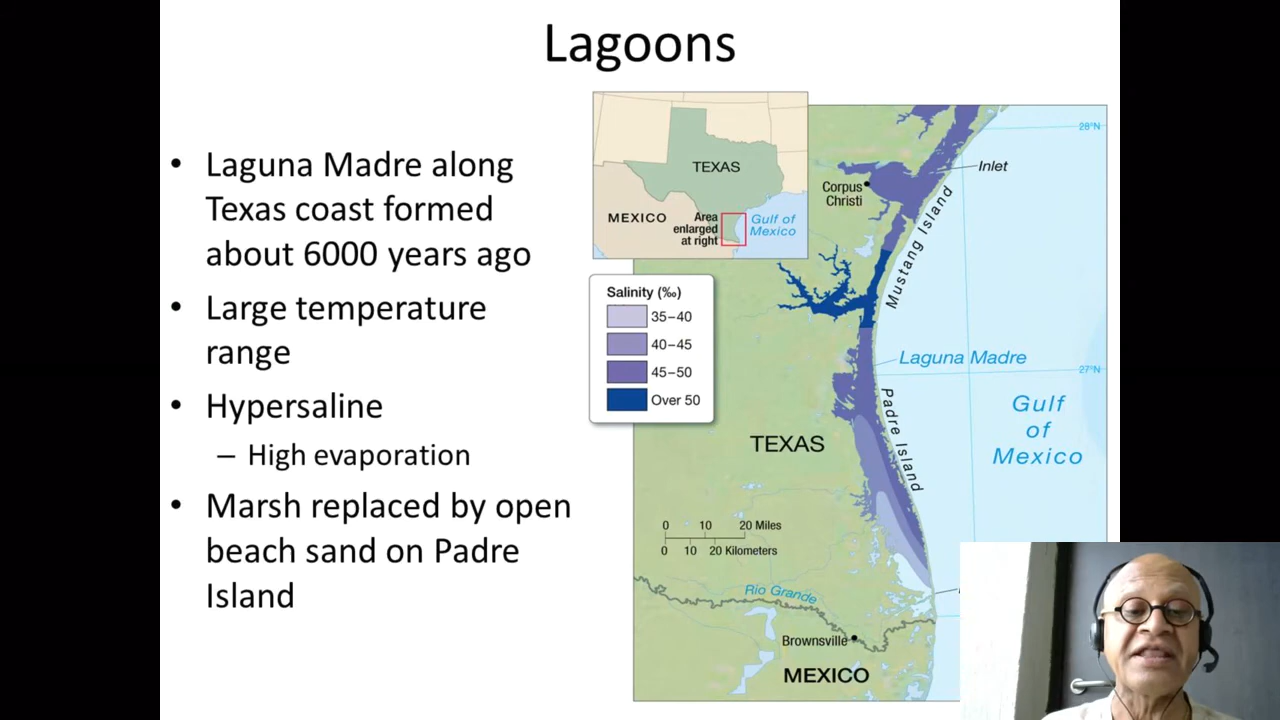 Lagoons
• Laguna Madre along
Texas coast formed
about 6000 years ago
• Large temperature
range
• Hypersaline
– High evaporation
• Marsh replaced by open
beach sand on Padre
Island
TEXAS
MEXICO
Area
enlarged
at right
Gulf of
Mexico
28°N
Inlet
Corpus
Christi
Mustang Island
Salinity (‰)
35–40
40–45
45–50
Over 50
Laguna Madre
27°N
Padre Island
Gulf
of
Mexico
TEXAS
0 10 20 Miles
0 10 20 Kilometers
Rio Grande
Brownsville
MEXICO